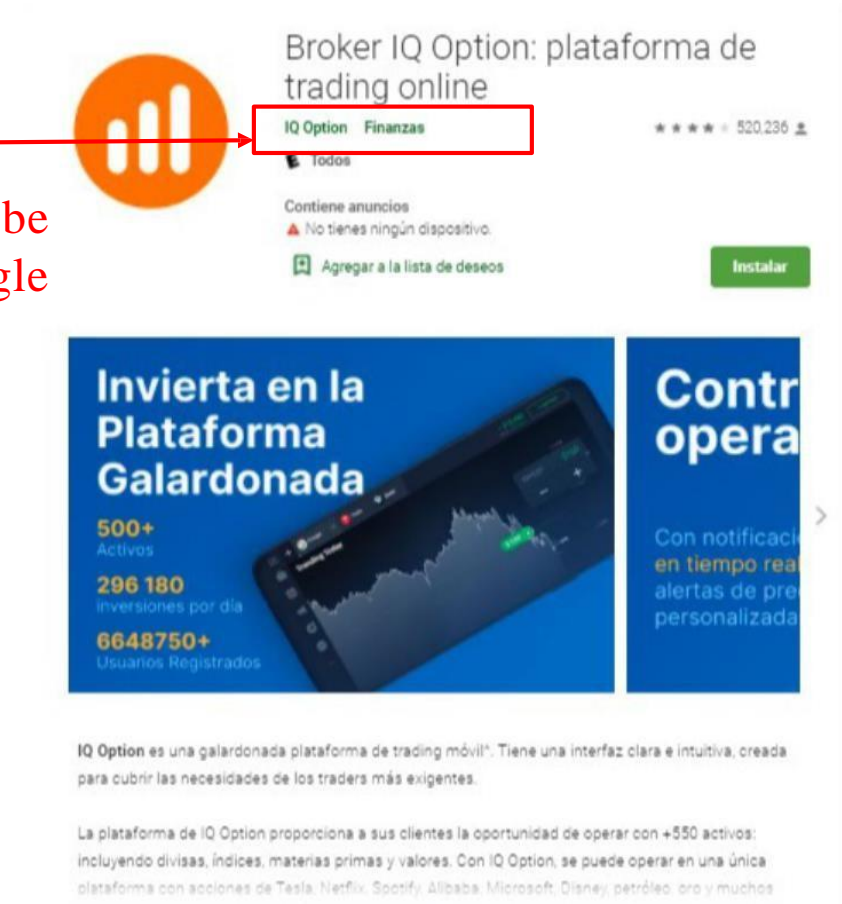 Broker IQ Option: plataforma de
trading online
IQ Option Finanzas
520,236
Todos
be
gle
Contiene anuncios
No tienes ningún dispositivo.
Agregar a la lista de deseos
Instalar
Invierta en la
Plataforma
Galardonada
500+
Activos
296 180
inversiones por día
6648750+
Usuarios Registrados
Contr
opera
Con notificaci
en tiempo real
alertas de pre
personalizada
IQ Option es una galardonada plataforma de trading móvil*. Tiene una interfaz clara e intuitiva, creada
para cubrir las necesidades de los traders más exigentes.
La plataforma de IQ Option proporciona a sus clientes la oportunidad de operar con +550 activos:
incluyendo divisas, índices, materias primas y valores. Con IQ Option, se puede operar en una única
plataforma con acciones de Tesla, Netflix, Spotify, Alibaba, Microsoft, Disney, petróleo, oro y muchos